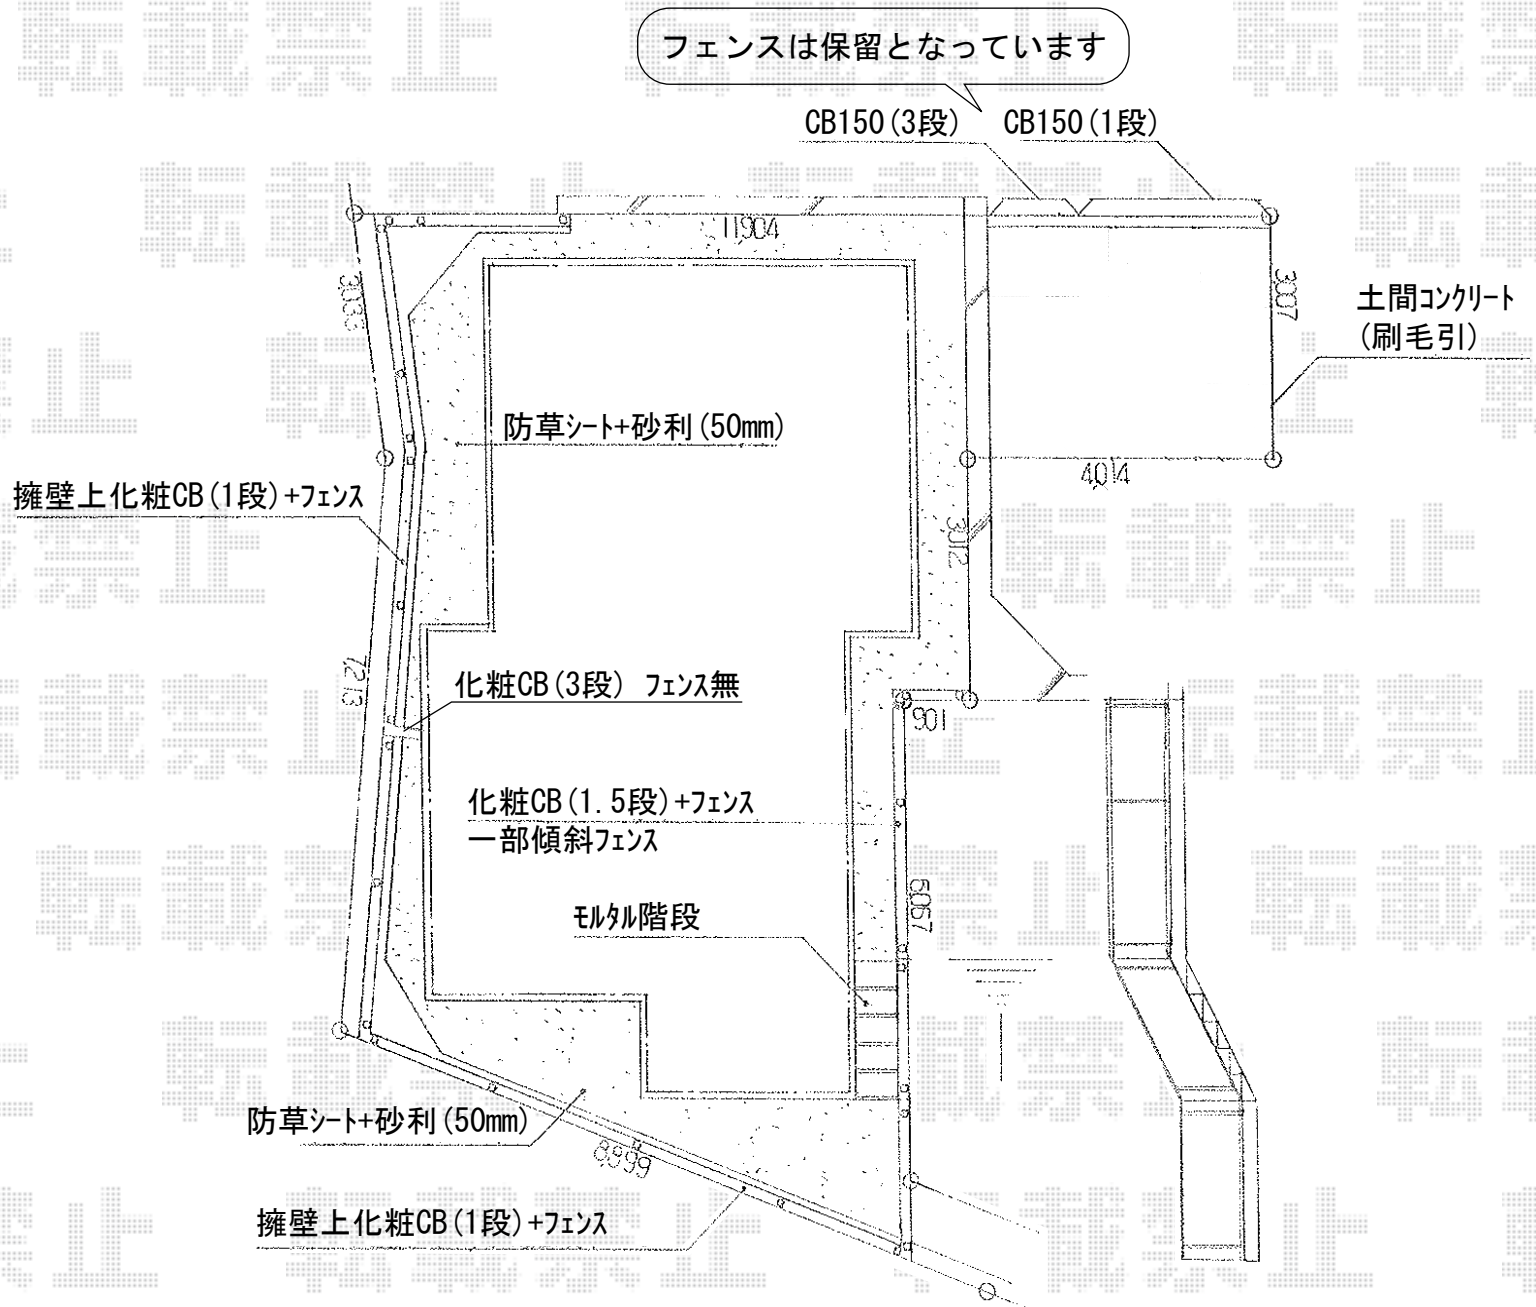 フェンスは保留となっています
CB150(3段) CB150(1段)
11904
3033
3007
土間コンクリート
(刷毛引)
防草シート+砂利(50mm)
4014
擁壁上化粧CB(1段)+フェンス
3012
7213
化粧CB(3段) フェンス無
901
化粧CB(1.5段)+フェンス
一部傾斜フェンス
モルタル階段
防草シート+砂利(50mm)
8999
擁壁上化粧CB(1段)+フェンス
転載禁止